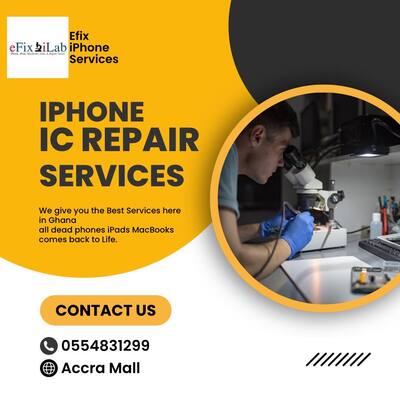 eFix iLab
Efix
iPhone
Services
IPHONE
IC REPAIR
SERVICES
We give you the Best Services here
in Ghana
all dead phones iPads MacBooks
comes back to Life.
CONTACT US
0554831299
Accra Mall